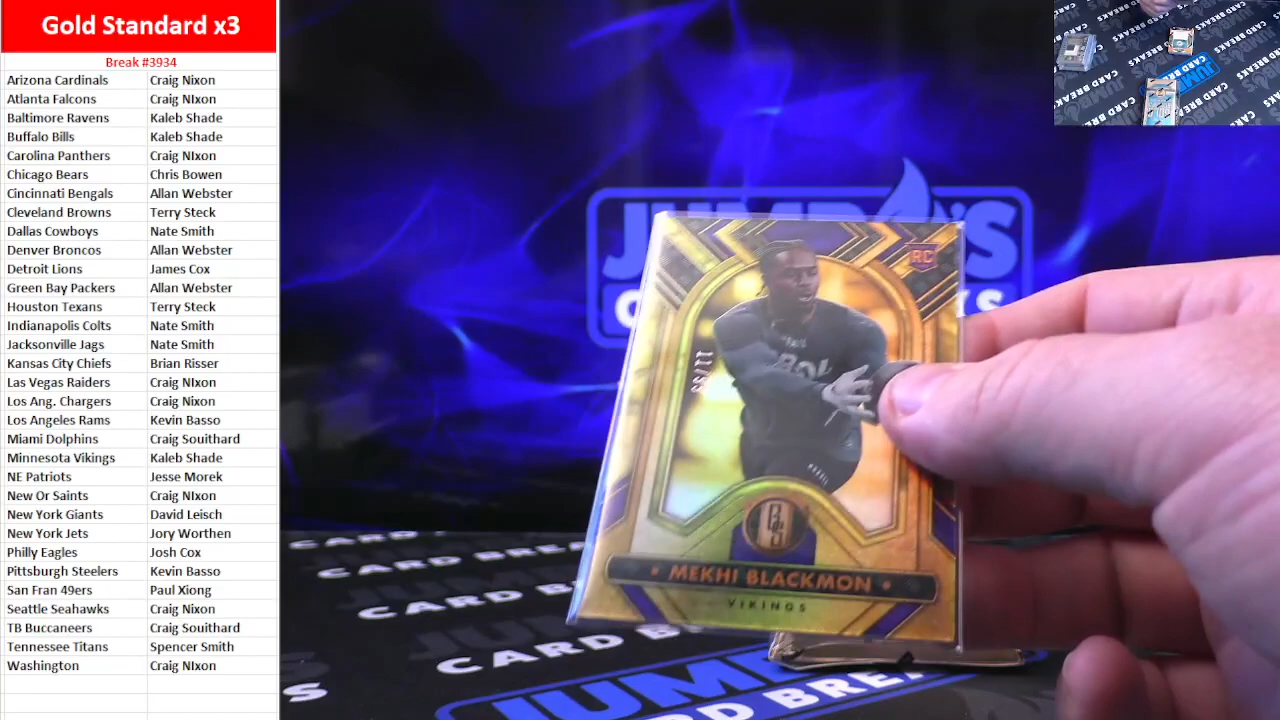 Gold Standard x3
Break #3934
Arizona Cardinals Craig Nixon
Atlanta Falcons Craig NIxon
Baltimore Ravens Kaleb Shade
Buffalo Bills Kaleb Shade
Carolina Panthers Craig NIxon
Chicago Bears Chris Bowen
Cincinnati Bengals Allan Webster
Cleveland Browns Terry Steck
Dallas Cowboys Nate Smith
Denver Broncos Allan Webster
Detroit Lions James Cox
Green Bay Packers Allan Webster
Houston Texans Terry Steck
Indianapolis Colts Nate Smith
Jacksonville Jags Nate Smith
Kansas City Chiefs Brian Risser
Las Vegas Raiders Craig NIxon
Los Ang. Chargers Craig Nixon
Los Angeles Rams Kevin Basso
Miami Dolphins Craig Southard
Minnesota Vikings Kaleb Shade
NE Patriots Jesse Morek
New Or Saints Craig NIxon
New York Giants David Leisch
New York Jets Jory Worthen
Philly Eagles Josh Cox
Pittsburgh Steelers Kevin Basso
San Fran 49ers Paul Xiong
Seattle Seahawks Craig Nixon
TB Buccaneers Craig Southard
Tennessee Titans Spencer Smith
Washington Craig NIxon
RC
MEKHI BLACKMON
VIKINGS
CARD BREAKS
CARD BREAKS